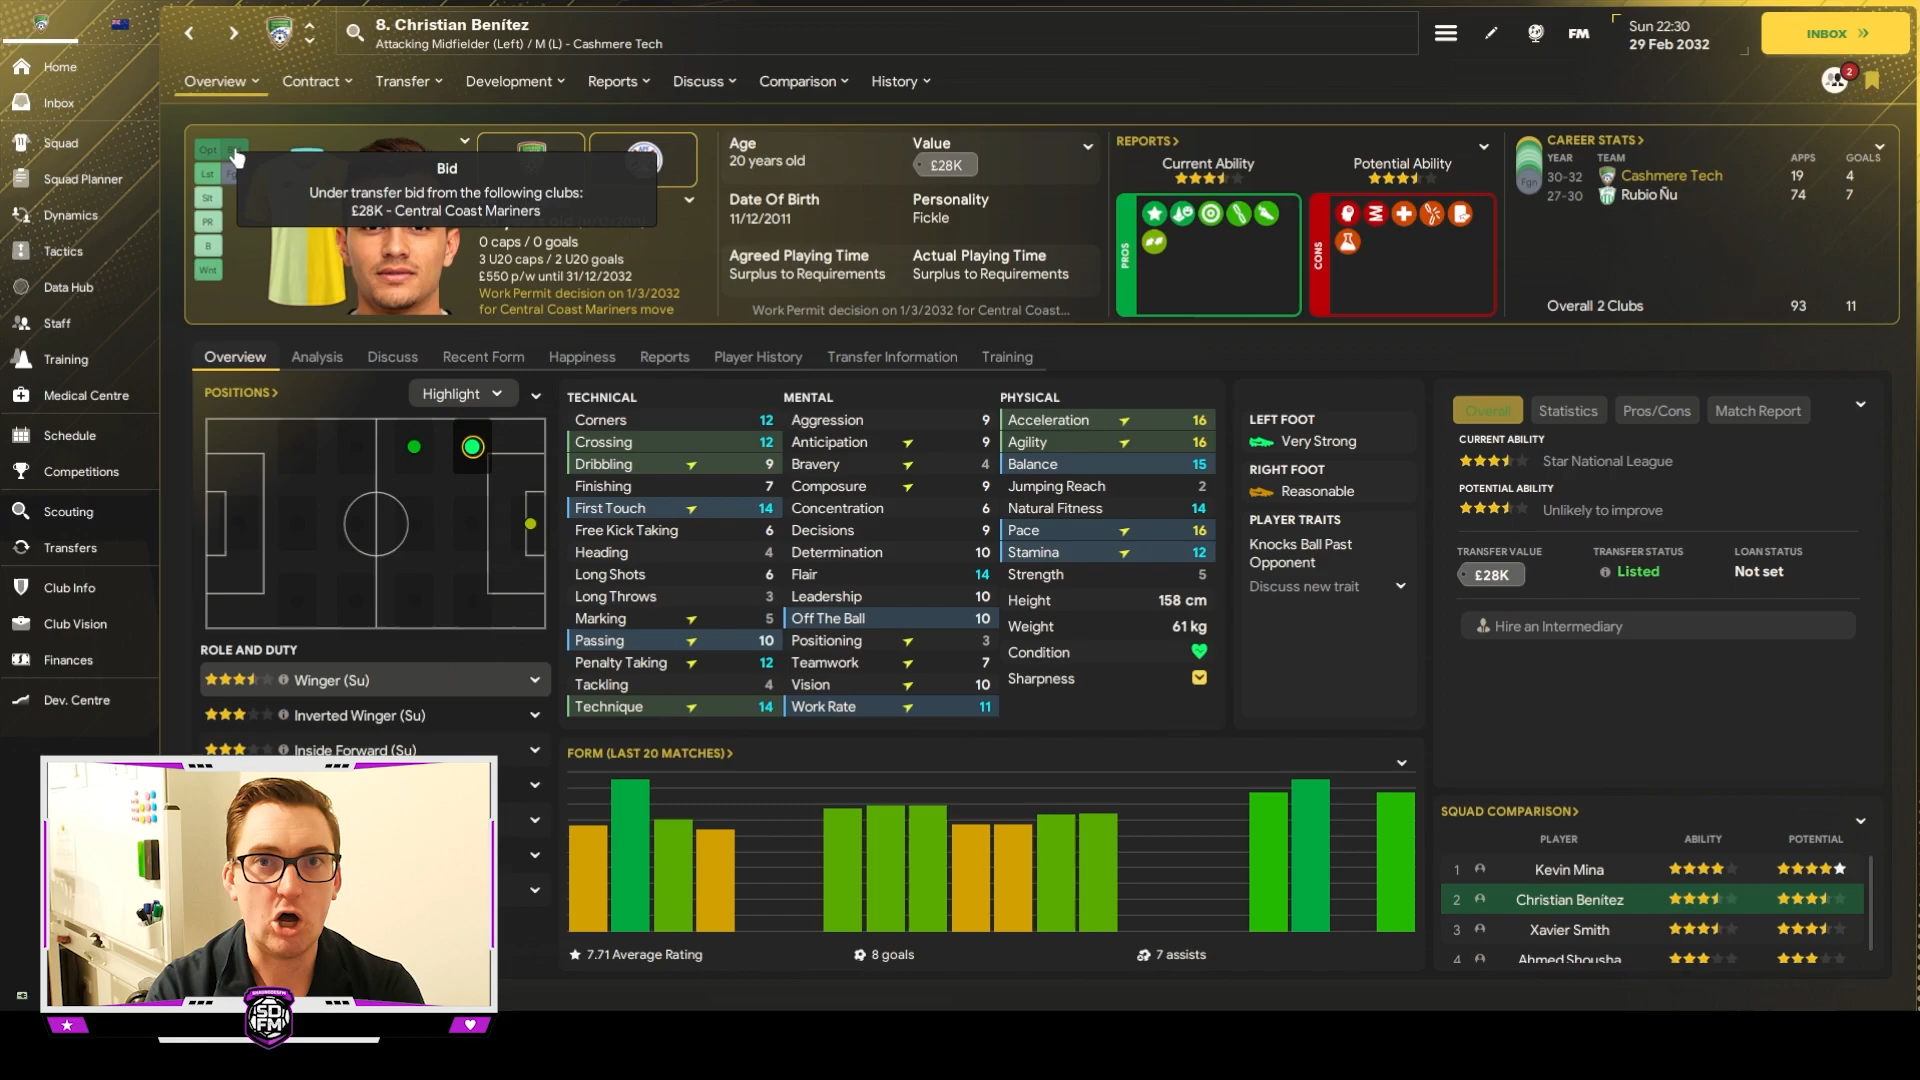 8. Christian Benítez
Attacking Midfielder (Left) / M (L) - Cashmere Tech
FM
Sun 22:30
29 Feb 2032
INBOX
2
Home
Inbox
Squad
Squad Planner
Dynamics
Tactics
Data Hub
Staff
Training
Medical Centre
Schedule
Competitions
Scouting
Transfers
Club Info
Club Vision
Finances
Dev. Centre
Overview
Contract
Transfer
Development
Reports
Discuss
Comparison
History
Opt
Lst
Slt
PR
B
Wnt
Bid
Under transfer bid from the following clubs:
£28K - Central Coast Mariners
0 caps / 0 goals
3 U20 caps / 2 U20 goals
£550 p/w until 31/12/2032
Work Permit decision on 1/3/2032
for Central Coast Mariners move
Age
20 years old
Value
£28K
Date Of Birth
11/12/2011
Personality
Fickle
Agreed Playing Time
Surplus to Requirements
Actual Playing Time
Surplus to Requirements
Work Permit decision on 1/3/2032 for Central Coast...
REPORTS
Current Ability
Potential Ability
PROS
CONS
CAREER STATS
YEAR TEAM APPS GOALS
30-32 Cashmere Tech 19 4
27-30 Rubio Ñu 74 7
Fgn
Overall 2 Clubs 93 11
Overview
Analysis
Discuss
Recent Form
Happiness
Reports
Player History
Transfer Information
Training
POSITIONS
Highlight
ROLE AND DUTY
Winger (Su)
Inverted Winger (Su)
Inside Forward (Su)
TECHNICAL
Corners 12
Crossing 12
Dribbling 9
Finishing 7
First Touch 14
Free Kick Taking 6
Heading 4
Long Shots 6
Long Throws 3
Marking 5
Passing 10
Penalty Taking 12
Tackling 4
Technique 14
MENTAL
Aggression 9
Anticipation 9
Bravery 4
Composure 9
Concentration 6
Decisions 9
Determination 10
Flair 14
Leadership 10
Off The Ball 10
Positioning 3
Teamwork 7
Vision 10
Work Rate 11
PHYSICAL
Acceleration 16
Agility 16
Balance 15
Jumping Reach 2
Natural Fitness 14
Pace 16
Stamina 12
Strength 5
Height 158 cm
Weight 61 kg
Condition
Sharpness
LEFT FOOT
Very Strong
RIGHT FOOT
Reasonable
PLAYER TRAITS
Knocks Ball Past
Opponent
Discuss new trait
Overall
Statistics
Pros/Cons
Match Report
CURRENT ABILITY
Star National League
POTENTIAL ABILITY
Unlikely to improve
TRANSFER VALUE
£28K
TRANSFER STATUS
Listed
LOAN STATUS
Not set
Hire an Intermediary
FORM (LAST 20 MATCHES)
7.71 Average Rating
8 goals
7 assists
SQUAD COMPARISON
PLAYER ABILITY POTENTIAL
1 Kevin Mina
2 Christian Benítez
3 Xavier Smith
4 Ahmed Shousha
SD
FM